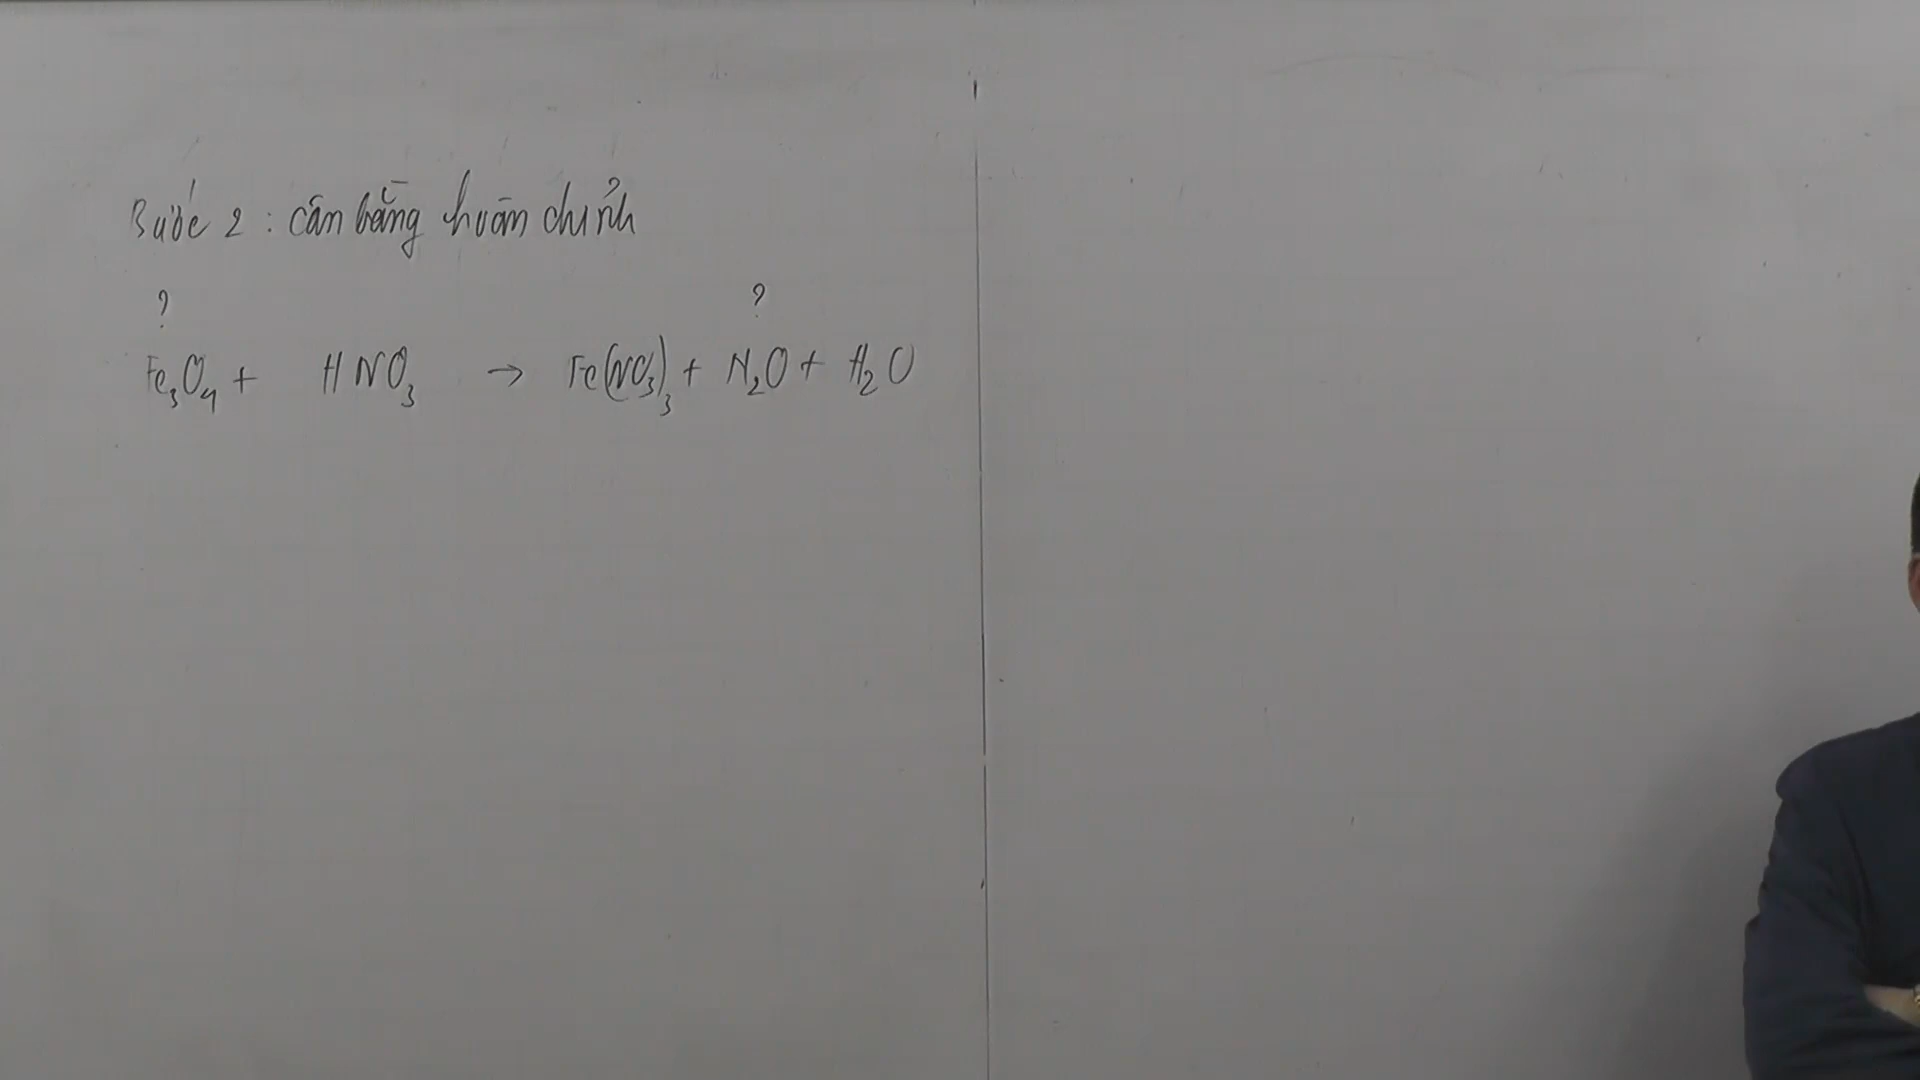 Bước 2 : cân bằng hoàn chỉnh
? ?
Fe₃O₄ + HNO₃ → Fe(NO₃)₃ + N₂O + H₂O